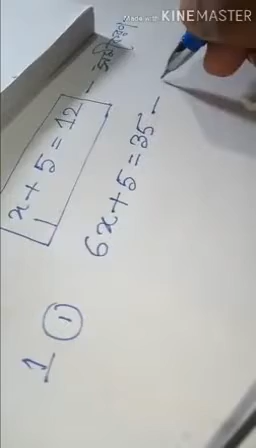 Made with KINEMASTER
x + 5 = 12 -
6x + 5 = 35 -
1 ①